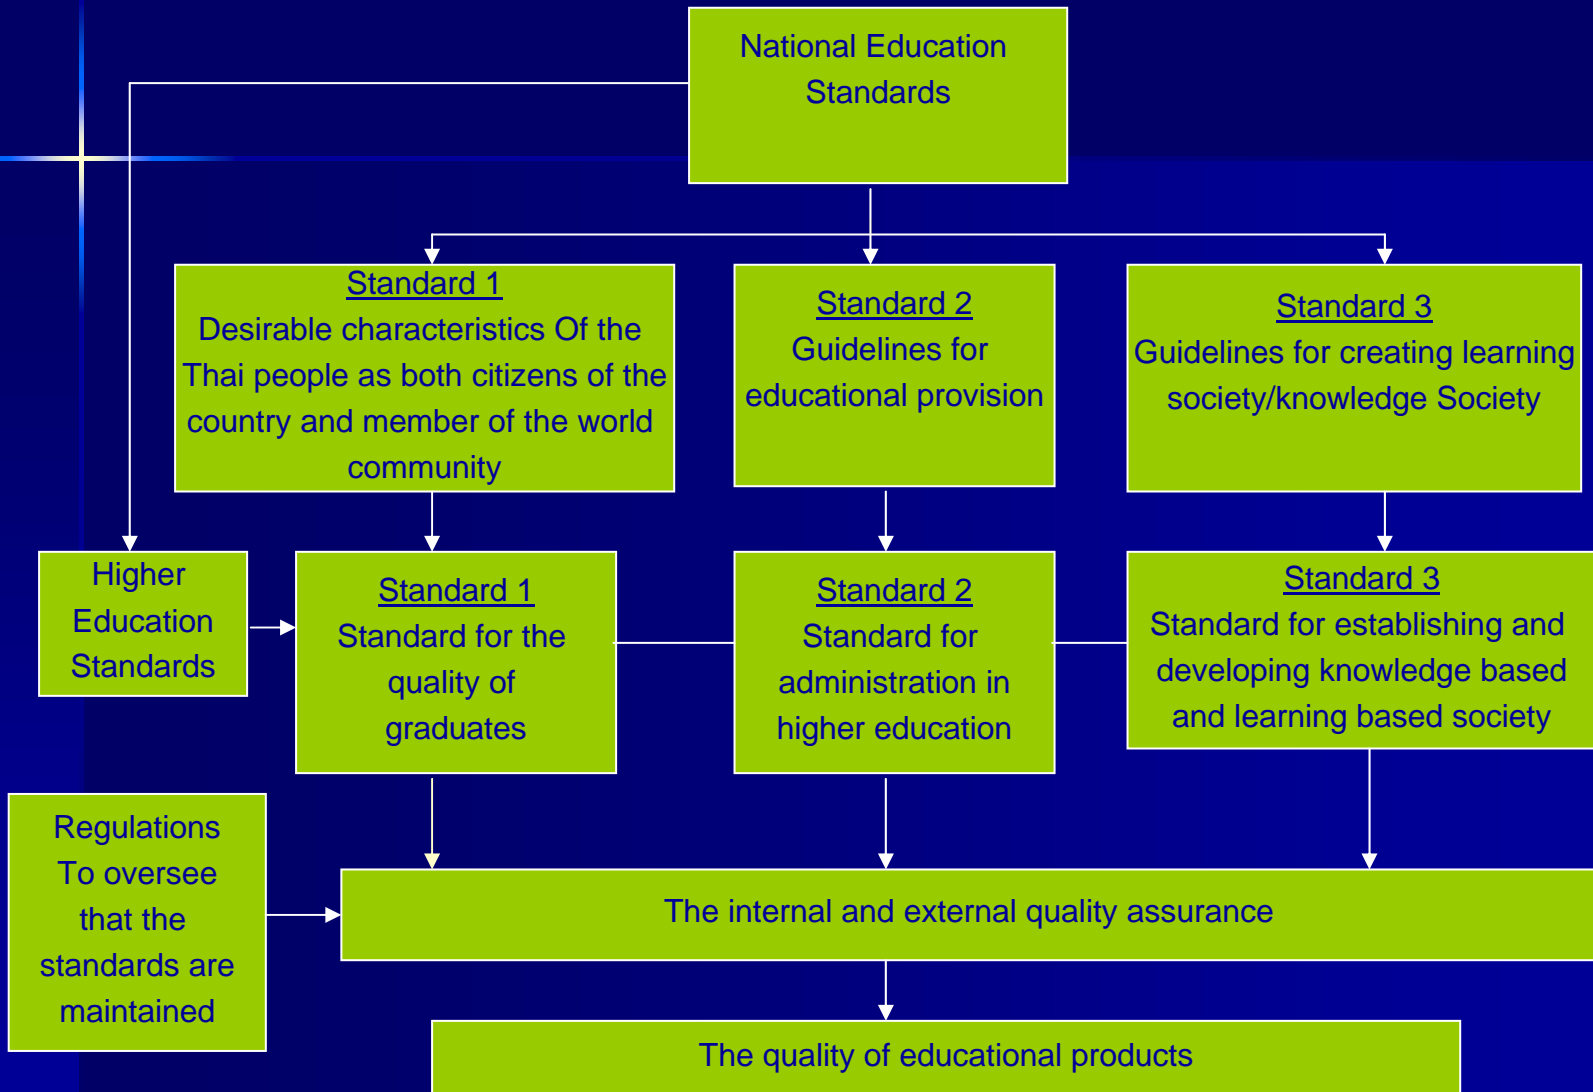 National Education
Standards
Standard 1
Desirable characteristics Of the
Thai people as both citizens of the
country and member of the world
community
Standard 2
Guidelines for
educational provision
Standard 3
Guidelines for creating learning
society/knowledge Society
Higher
Education
Standards
Standard 1
Standard for the
quality of
graduates
Standard 2
Standard for
administration in
higher education
Standard 3
Standard for establishing and
developing knowledge based
and learning based society
Regulations
To oversee
that the
standards are
maintained
The internal and external quality assurance
The quality of educational products